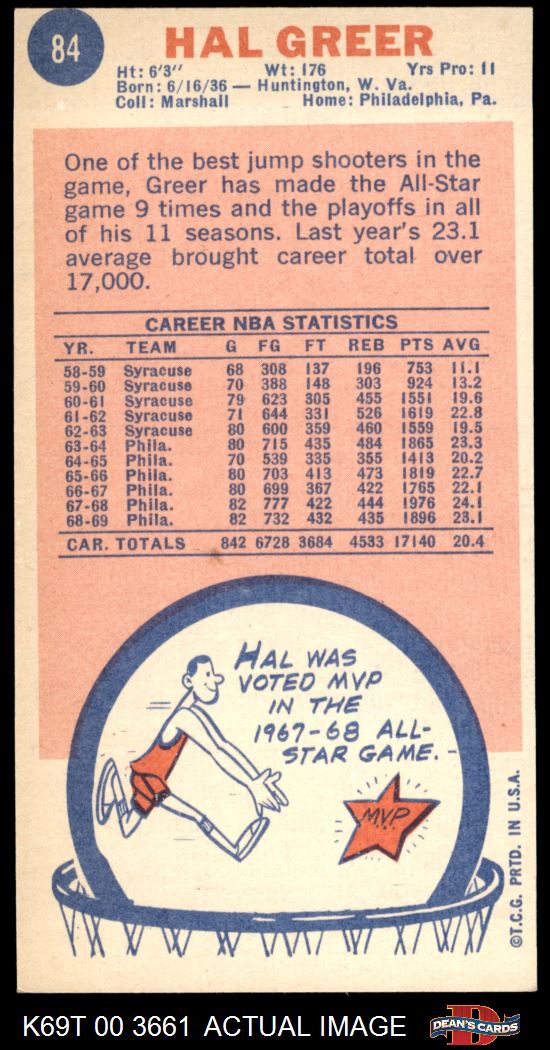 84
HAL GREER
Ht: 6'3" Wt: 176 Yrs Pro: 11
Born: 6/16/36 — Huntington, W. Va.
Coll: Marshall Home: Philadelphia, Pa.
One of the best jump shooters in the
game, Greer has made the All-Star
game 9 times and the playoffs in all
of his 11 seasons. Last year's 23.1
average brought career total over
17,000.
CAREER NBA STATISTICS
YR. TEAM G FG FT REB PTS AVG
58-59 Syracuse 68 308 137 196 753 11.1
59-60 Syracuse 70 388 148 303 924 13.2
60-61 Syracuse 79 623 305 455 1551 19.6
61-62 Syracuse 71 644 331 526 1619 22.8
62-63 Syracuse 80 600 359 460 1559 19.5
63-64 Phila. 80 715 435 484 1865 23.3
64-65 Phila. 70 539 335 355 1413 20.2
65-66 Phila. 80 703 413 473 1819 22.7
66-67 Phila. 80 699 367 422 1765 22.1
67-68 Phila. 82 777 422 444 1976 24.1
68-69 Phila. 82 732 432 435 1896 23.1
CAR. TOTALS 842 6728 3684 4533 17140 20.4
HAL WAS
VOTED MVP
IN THE
1967-68 ALL-
STAR GAME.
MVP
©T.C.G. PRTD. IN U.S.A.
K69T 00 3661 ACTUAL IMAGE
D
DEAN'S CARDS